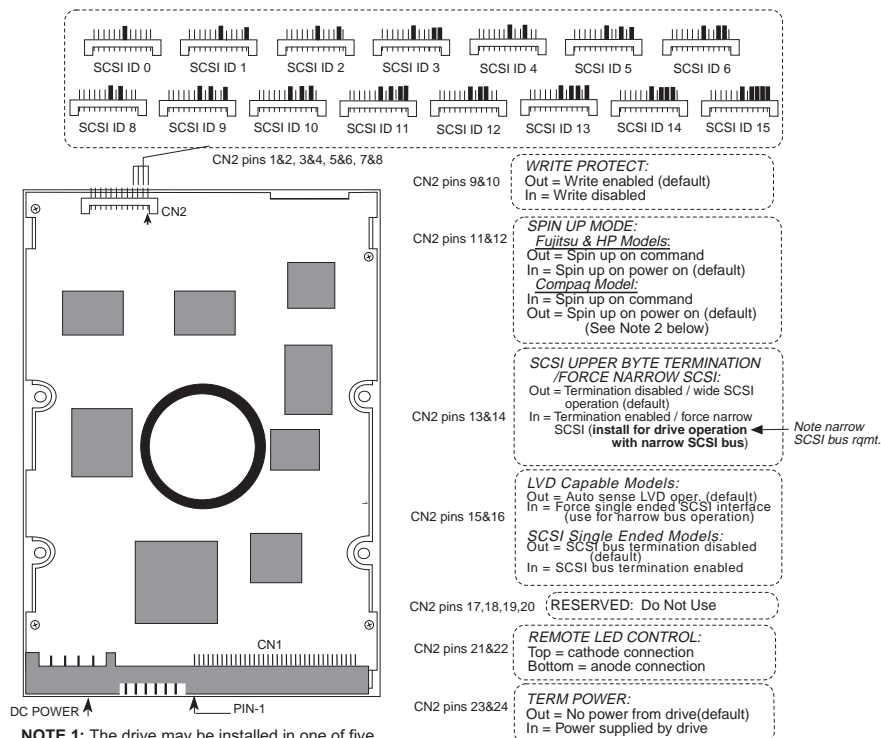 SCSI ID 0 SCSI ID 1 SCSI ID 2 SCSI ID 3 SCSI ID 4 SCSI ID 5 SCSI ID 6
SCSI ID 8 SCSI ID 9 SCSI ID 10 SCSI ID 11 SCSI ID 12 SCSI ID 13 SCSI ID 14 SCSI ID 15
CN2 pins 1&2, 3&4, 5&6, 7&8
CN2
CN2 pins 9&10
WRITE PROTECT:
Out = Write enabled (default)
In = Write disabled
CN2 pins 11&12
SPIN UP MODE:
Fujitsu & HP Models:
Out = Spin up on command
In = Spin up on power on (default)
Compaq Model:
In = Spin up on command
Out = Spin up on power on (default)
(See Note 2 below)
CN2 pins 13&14
SCSI UPPER BYTE TERMINATION
/FORCE NARROW SCSI:
Out = Termination disabled / wide SCSI
operation (default)
In = Termination enabled / force narrow
SCSI (install for drive operation
with narrow SCSI bus)
Note narrow
SCSI bus rqmt.
CN2 pins 15&16
LVD Capable Models:
Out = Auto sense LVD oper. (default)
In = Force single ended SCSI interface
(use for narrow bus operation)
SCSI Single Ended Models:
Out = SCSI bus termination disabled
(default)
In = SCSI bus termination enabled
CN2 pins 17,18,19,20
RESERVED: Do Not Use
CN2 pins 21&22
REMOTE LED CONTROL:
Top = cathode connection
Bottom = anode connection
CN2 pins 23&24
TERM POWER:
Out = No power from drive(default)
In = Power supplied by drive
CN1
DC POWER
PIN-1
NOTE 1: The drive may be installed in one of five